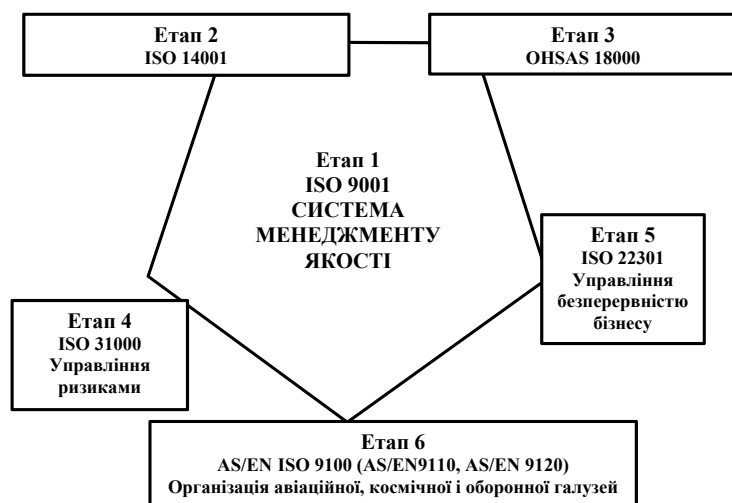 Етап 2
ISO 14001
Етап 3
OHSAS 18000
Етап 1
ISO 9001
СИСТЕМА
МЕНЕДЖМЕНТУ
ЯКОСТІ
Етап 5
ISO 22301
Управління
безперервністю
бізнесу
Етап 4
ISO 31000
Управління
ризиками
Етап 6
AS/EN ISO 9100 (AS/EN9110, AS/EN 9120)
Організація авіаційної, космічної і оборонної галузей